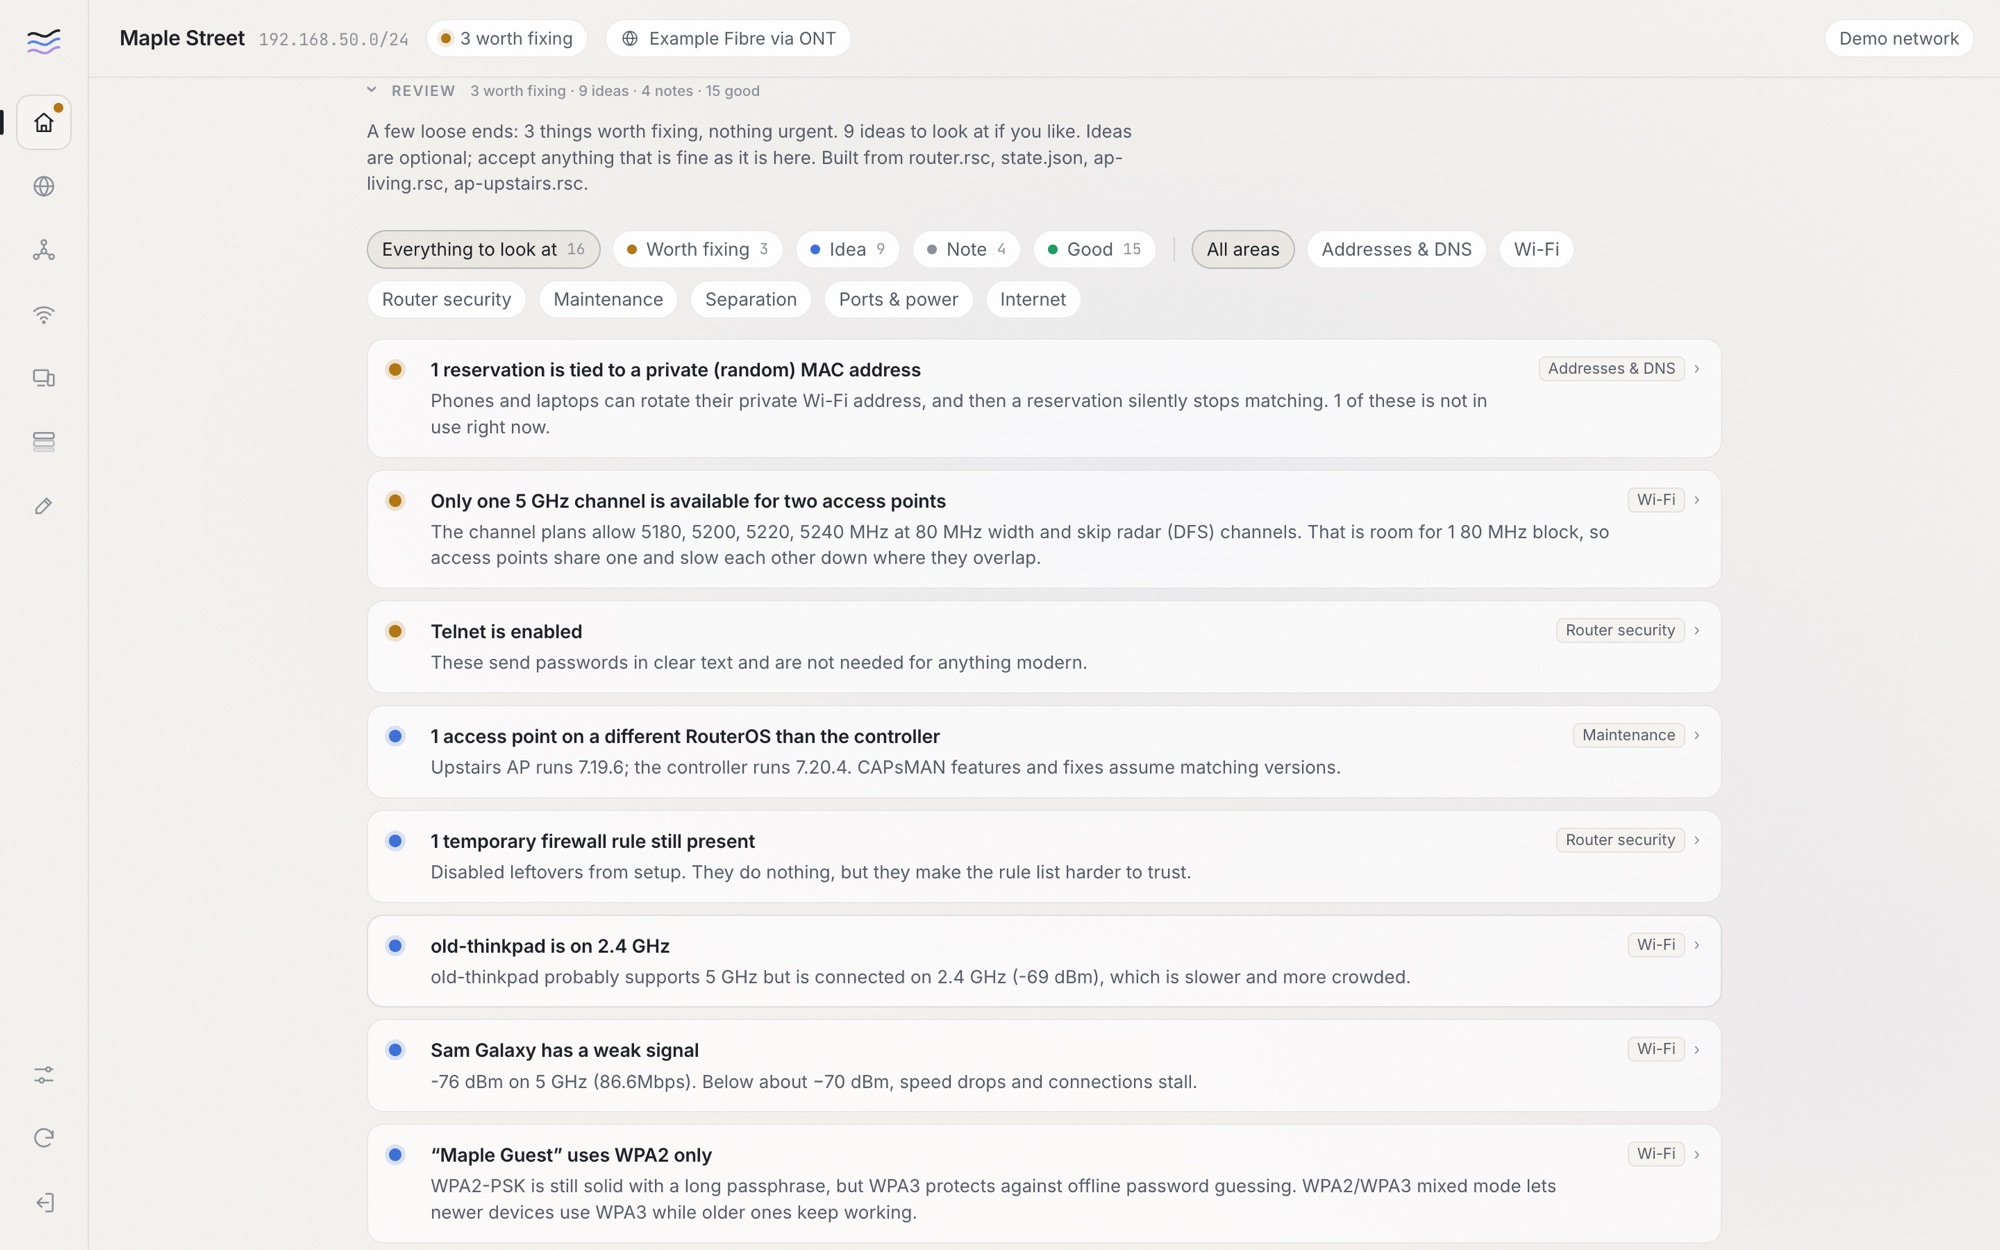 Maple Street 192.168.50.0/24 3 worth fixing Example Fibre via ONT Demo network
REVIEW 3 worth fixing · 9 ideas · 4 notes · 15 good
A few loose ends: 3 things worth fixing, nothing urgent. 9 ideas to look at if you like. Ideas
are optional; accept anything that is fine as it is here. Built from router.rsc, state.json, ap-
living.rsc, ap-upstairs.rsc.
Everything to look at 16 Worth fixing 3 Idea 9 Note 4 Good 15 All areas Addresses & DNS Wi-Fi
Router security Maintenance Separation Ports & power Internet
1 reservation is tied to a private (random) MAC address Addresses & DNS
Phones and laptops can rotate their private Wi-Fi address, and then a reservation silently stops matching. 1 of these is not in
use right now.
Only one 5 GHz channel is available for two access points Wi-Fi
The channel plans allow 5180, 5200, 5220, 5240 MHz at 80 MHz width and skip radar (DFS) channels. That is room for 1 80 MHz block, so
access points share one and slow each other down where they overlap.
Telnet is enabled Router security
These send passwords in clear text and are not needed for anything modern.
1 access point on a different RouterOS than the controller Maintenance
Upstairs AP runs 7.19.6; the controller runs 7.20.4. CAPsMAN features and fixes assume matching versions.
1 temporary firewall rule still present Router security
Disabled leftovers from setup. They do nothing, but they make the rule list harder to trust.
old-thinkpad is on 2.4 GHz Wi-Fi
old-thinkpad probably supports 5 GHz but is connected on 2.4 GHz (-69 dBm), which is slower and more crowded.
Sam Galaxy has a weak signal Wi-Fi
-76 dBm on 5 GHz (86.6Mbps). Below about −70 dBm, speed drops and connections stall.
“Maple Guest” uses WPA2 only Wi-Fi
WPA2-PSK is still solid with a long passphrase, but WPA3 protects against offline password guessing. WPA2/WPA3 mixed mode lets
newer devices use WPA3 while older ones keep working.